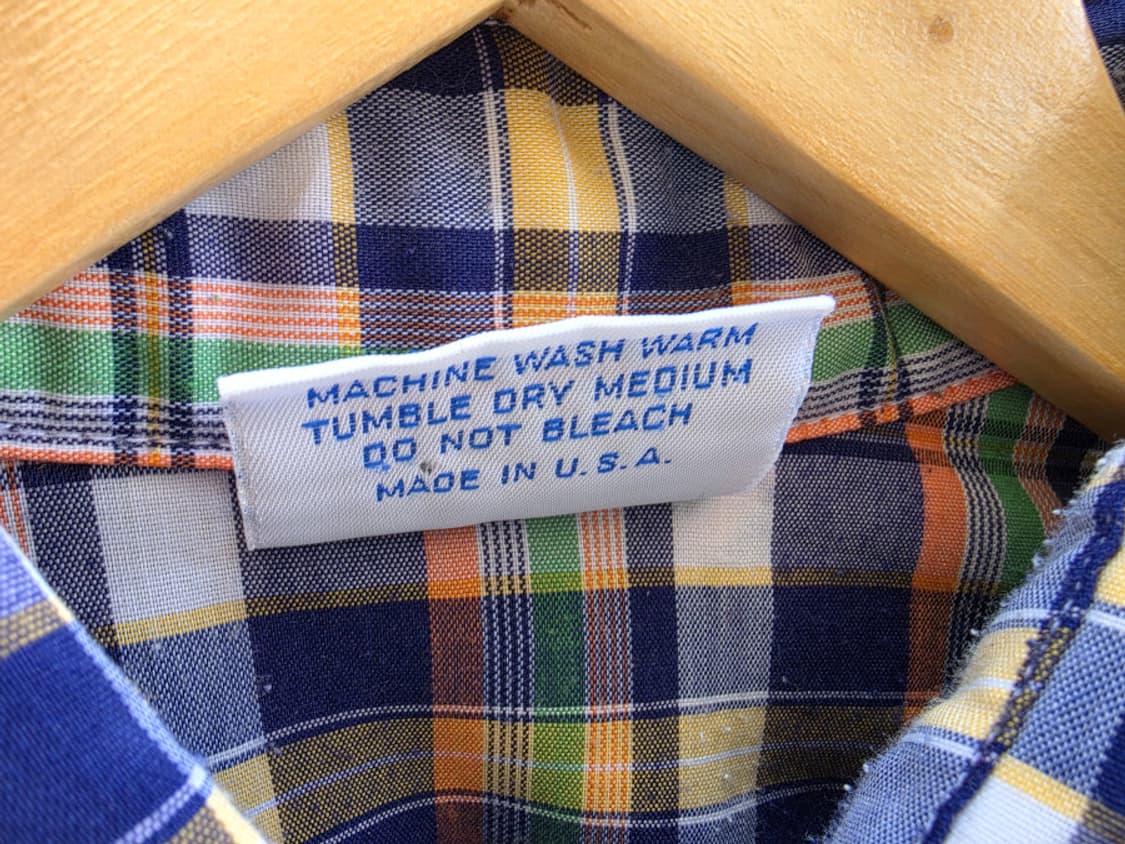 MACHINE WASH WARM
TUMBLE DRY MEDIUM
DO NOT BLEACH
MADE IN U.S.A.